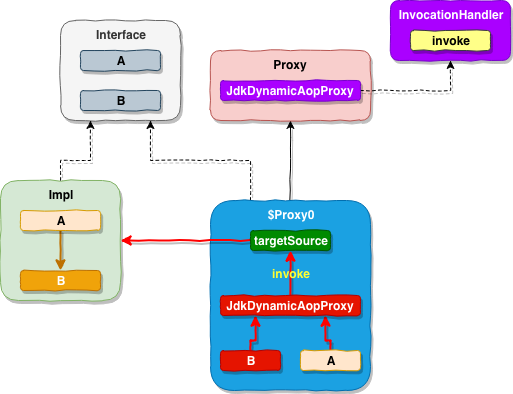 InvocationHandler
invoke
Interface
A
B
Proxy
JdkDynamicAopProxy
Impl
A
B
$Proxy0
targetSource
invoke
JdkDynamicAopProxy
B
A